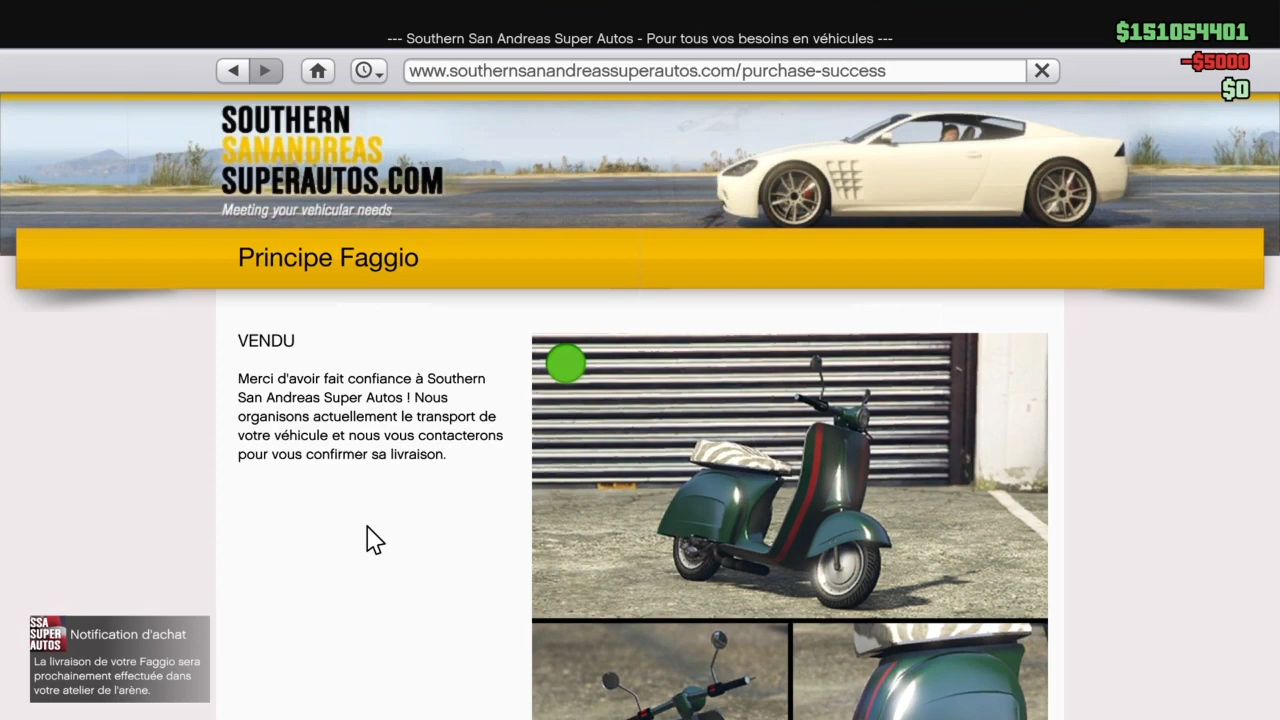 --- Southern San Andreas Super Autos - Pour tous vos besoins en véhicules ---
$151054401
www.southernsanandreassuperautos.com/purchase-success
-$5000
$0
SOUTHERN
SANANDREAS
SUPERAUTOS.COM
Meeting your vehicular needs
Principe Faggio
VENDU
Merci d'avoir fait confiance à Southern
San Andreas Super Autos ! Nous
organisons actuellement le transport de
votre véhicule et nous vous contacterons
pour vous confirmer sa livraison.
SSA
SUPER
AUTOS
Notification d'achat
La livraison de votre Faggio sera
prochainement effectuée dans
votre atelier de l'arène.